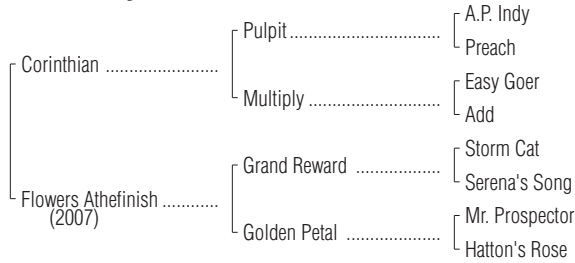 A.P. Indy
Pulpit
Preach
Corinthian
Easy Goer
Multiply
Add
Storm Cat
Grand Reward
Serena's Song
Flowers Athefinish
(2007)
Mr. Prospector
Golden Petal
Hatton's Rose